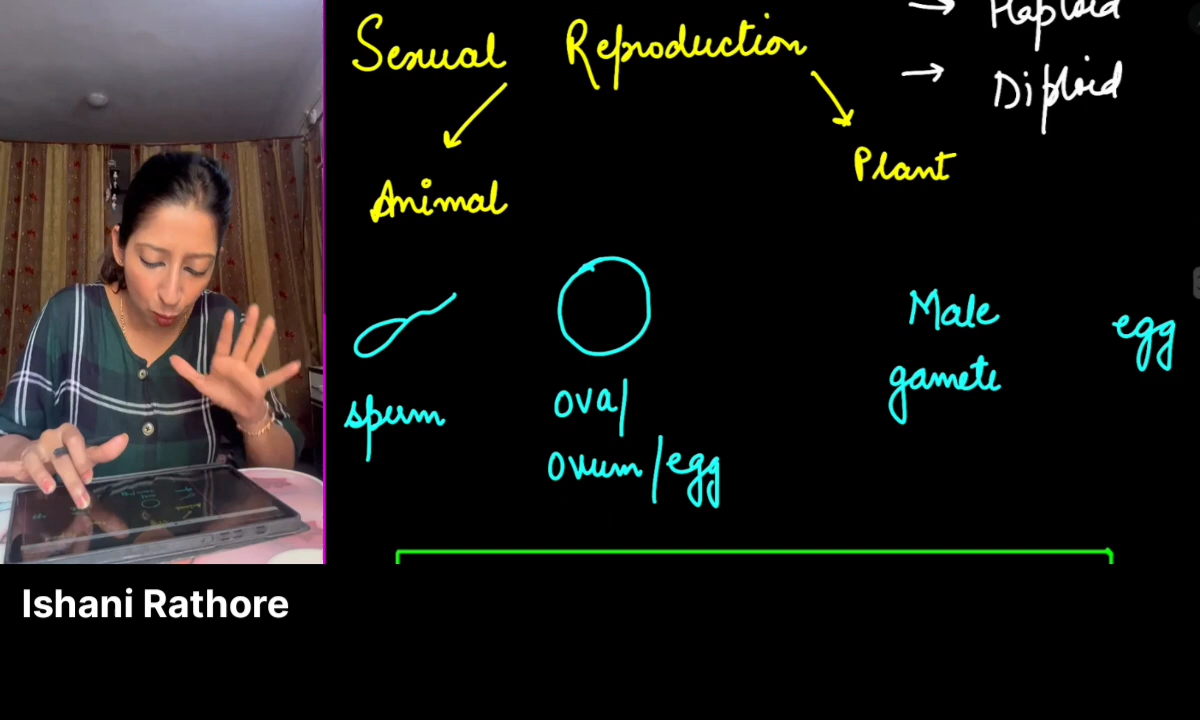 Sexual Reproduction
→ Haploid
→ Diploid
Animal
Plant
sperm
ova/
ovum/egg
Male
gamete
egg
Ishani Rathore